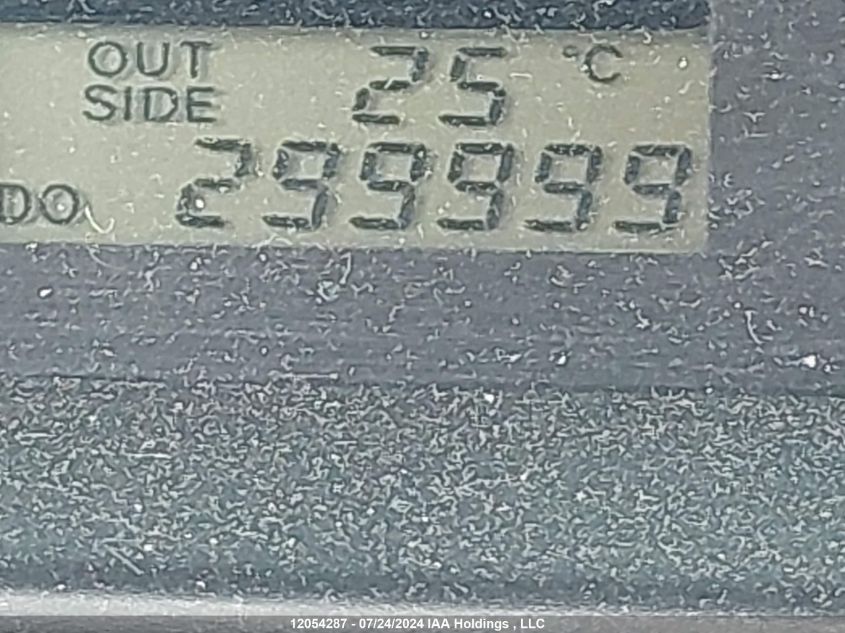 OUT SIDE 25 °C
DO 299999
12054287 - 07/24/2024 IAA Holdings , LLC